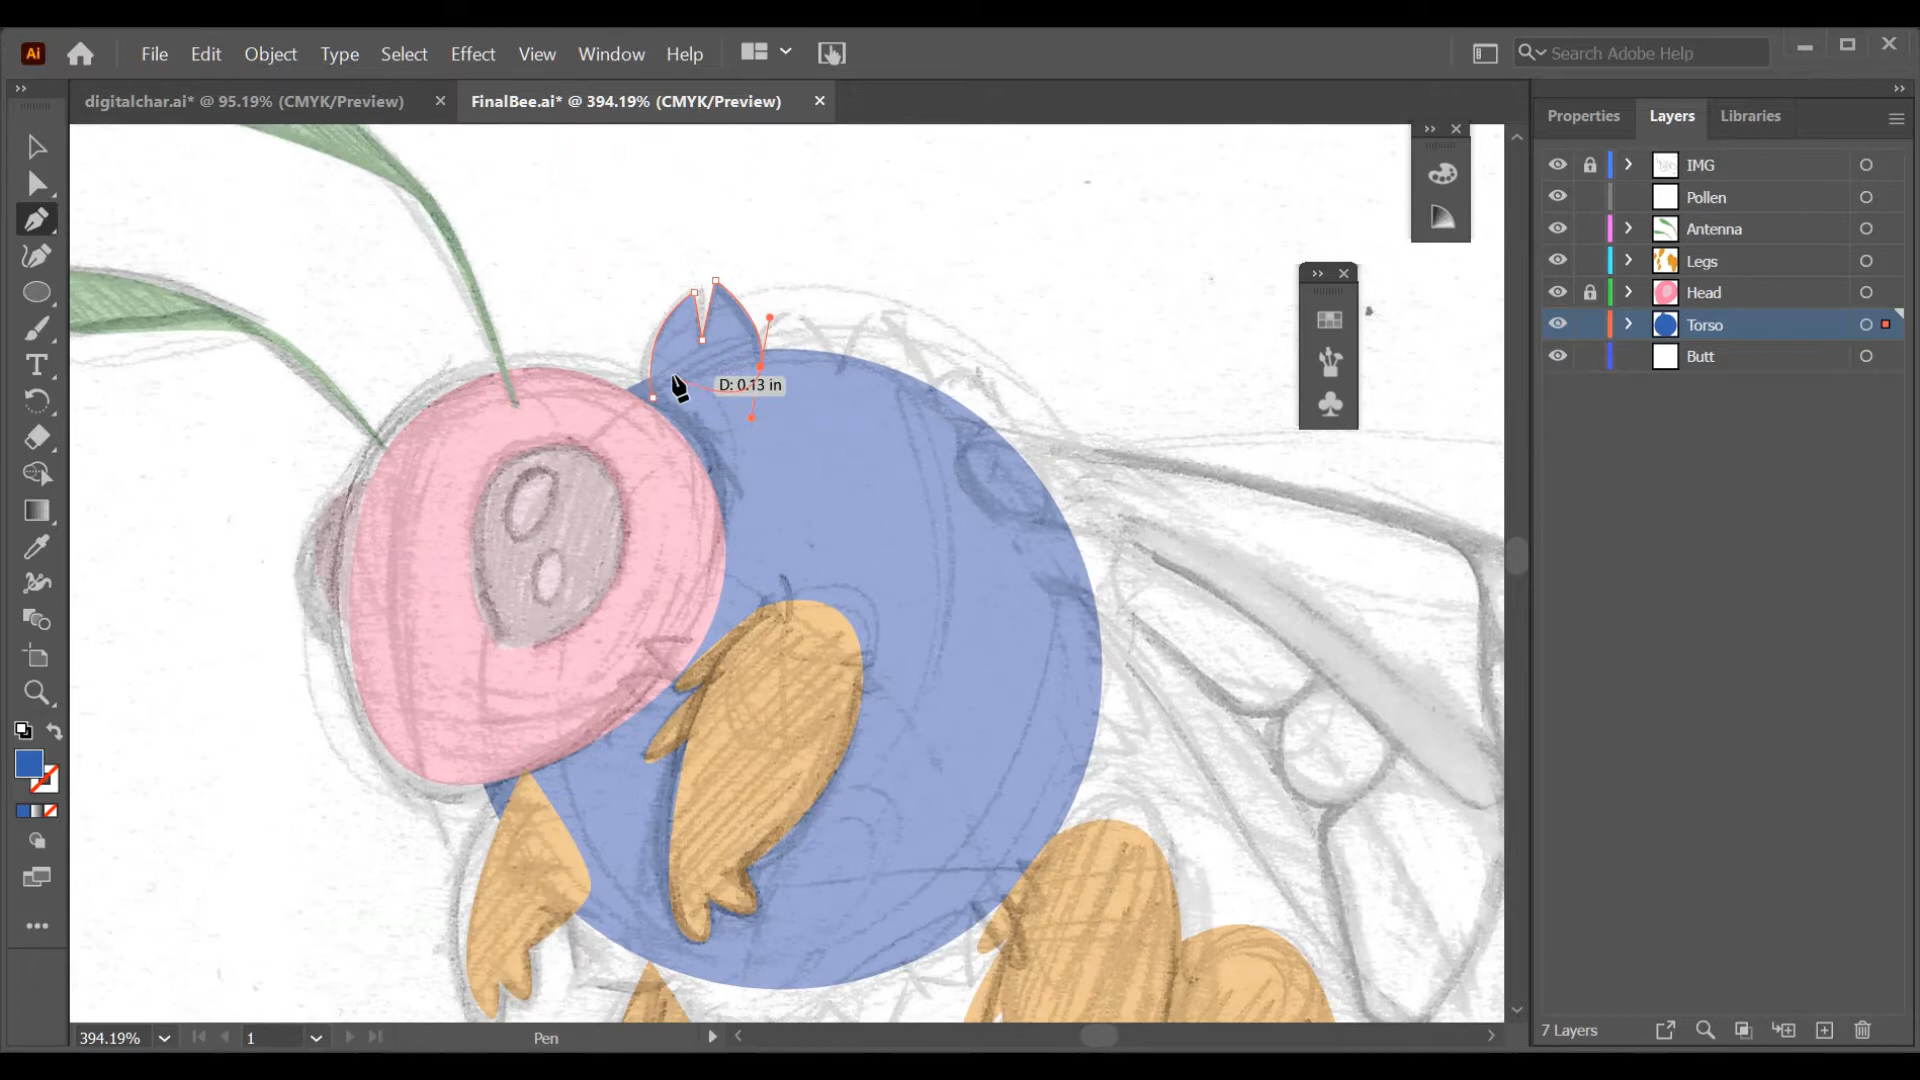 Ai File Edit Object Type Select Effect View Window Help Search Adobe Help
digitalchar.ai* @ 95.19% (CMYK/Preview) FinalBee.ai* @ 394.19% (CMYK/Preview)
Properties Layers Libraries
IMG
Pollen
Antenna
Legs
Head
Torso
Butt
D: 0.13 in
7 Layers
394.19% 1 Pen